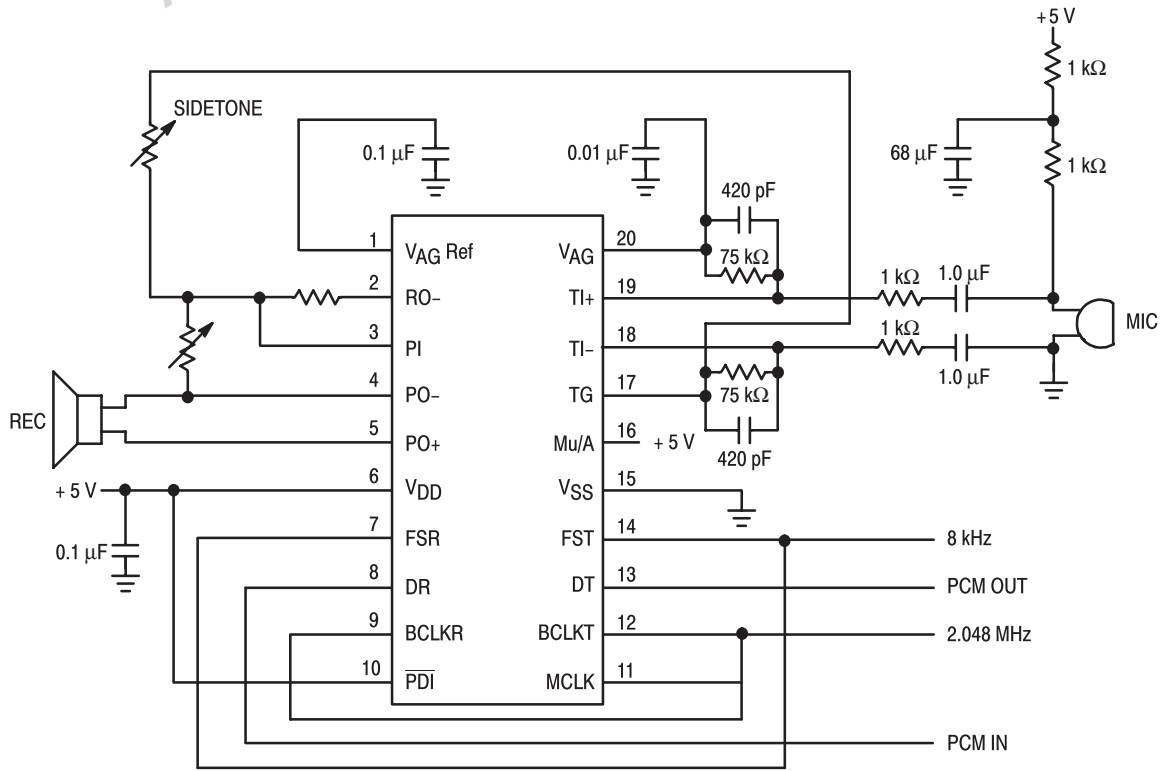 +5 V
1 kΩ
SIDETONE
0.1 µF
0.01 µF
68 µF
1 kΩ
420 pF
1
VAG Ref
VAG
20
75 kΩ
2
RO–
TI+
19
1 kΩ
1.0 µF
3
PI
TI–
18
1 kΩ
MIC
4
PO–
TG
17
75 kΩ
1.0 µF
REC
5
PO+
Mu/A
16
+ 5 V
420 pF
+ 5 V
6
VDD
VSS
15
7
FSR
FST
14
8 kHz
0.1 µF
8
DR
DT
13
PCM OUT
9
BCLKR
BCLKT
12
2.048 MHz
10
PDI
MCLK
11
PCM IN